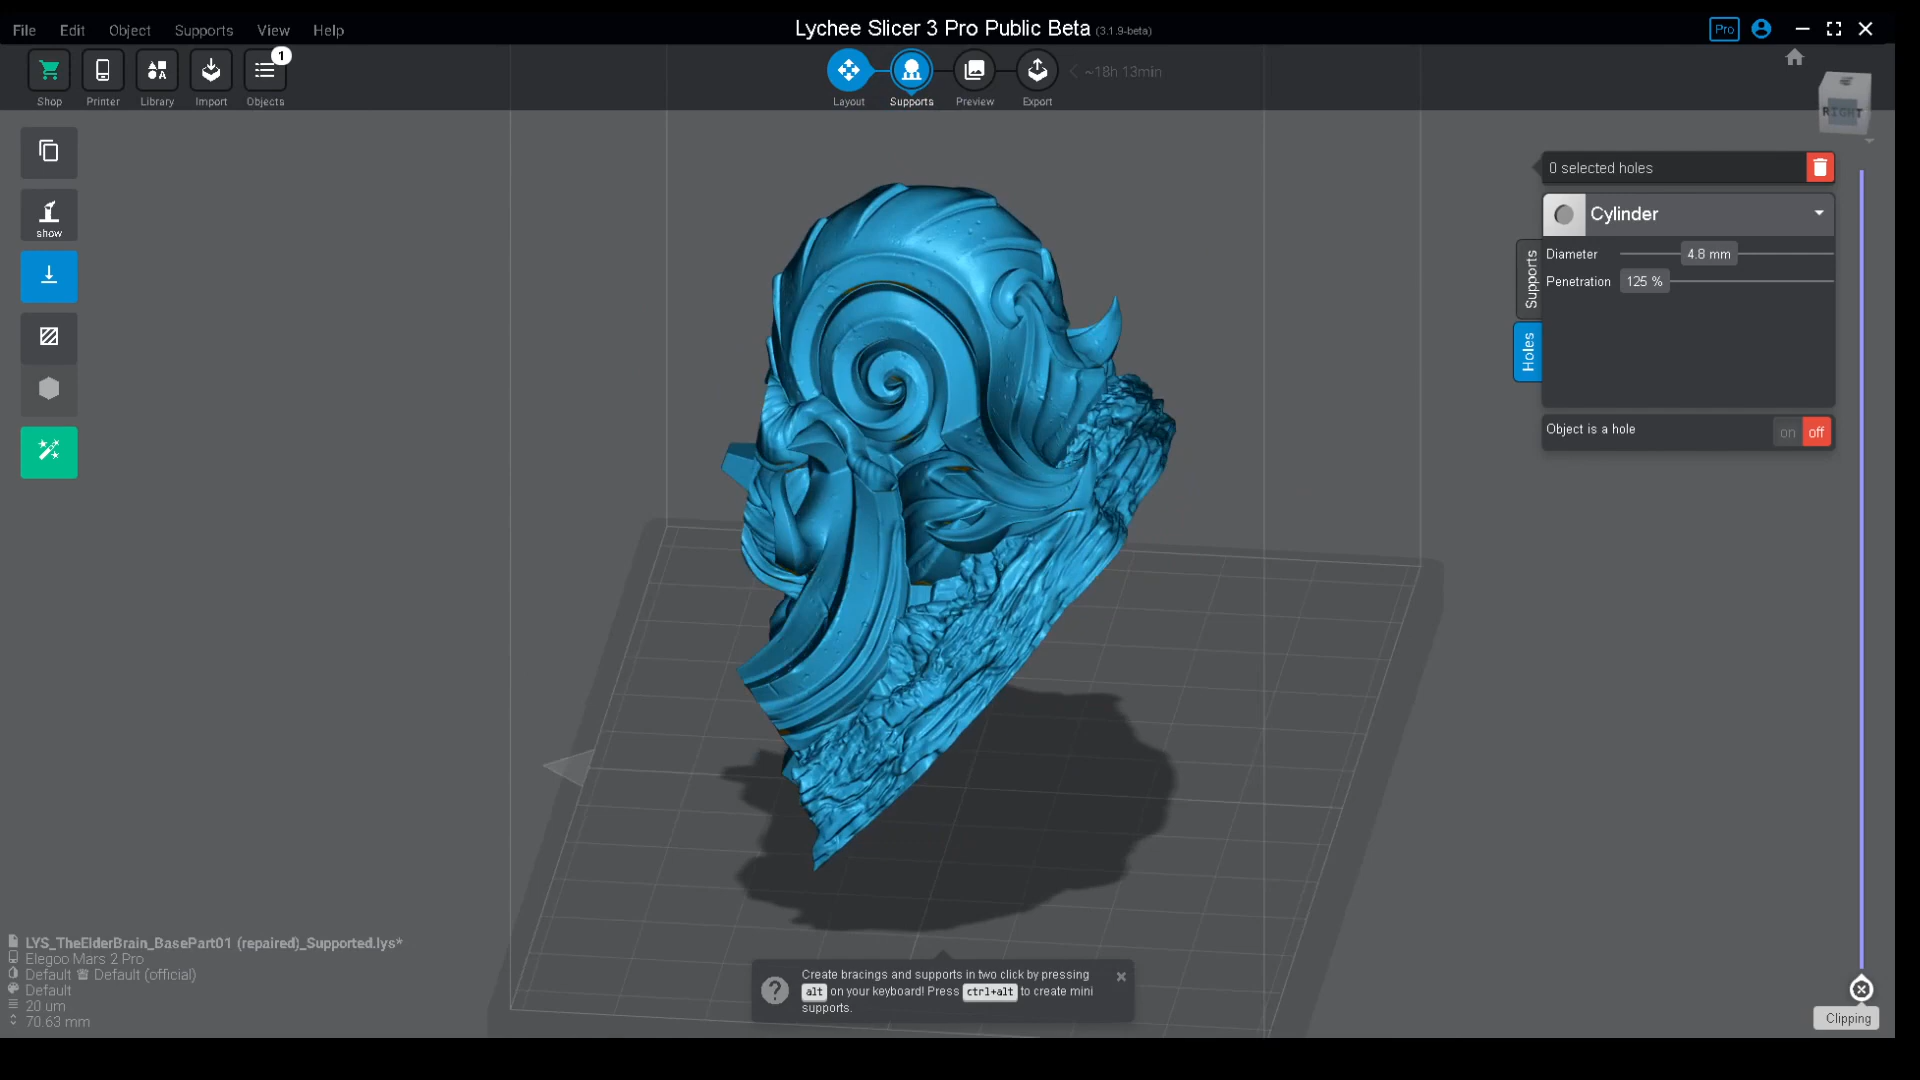 File Edit Object Supports View Help
Lychee Slicer 3 Pro Public Beta (3.1.9-beta)
Pro
Shop Printer Library Import Objects
1
Layout Supports Preview Export
~18h 13min
RIGHT
show
0 selected holes
Cylinder
Diameter 4.8 mm
Penetration 125 %
Supports
Holes
Object is a hole on off
LYS_TheElderBrain_BasePart01 (repaired)_Supported.lys*
Elegoo Mars 2 Pro
Default Default (official)
Default
20 um
70.63 mm
Create bracings and supports in two click by pressing
alt on your keyboard! Press ctrl+alt to create mini
supports.
Clipping